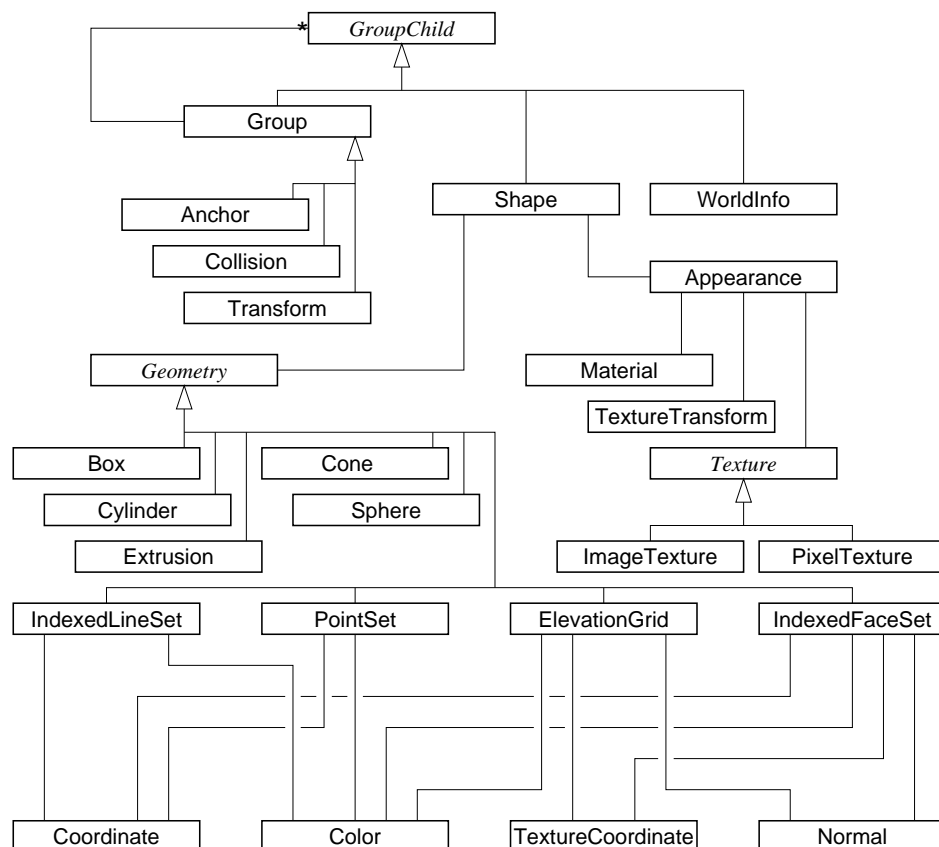 *
GroupChild
Group
Shape
WorldInfo
Anchor
Collision
Appearance
Transform
Geometry
Material
TextureTransform
Box
Cone
Texture
Cylinder
Sphere
Extrusion
ImageTexture
PixelTexture
IndexedLineSet
PointSet
ElevationGrid
IndexedFaceSet
Coordinate
Color
TextureCoordinate
Normal